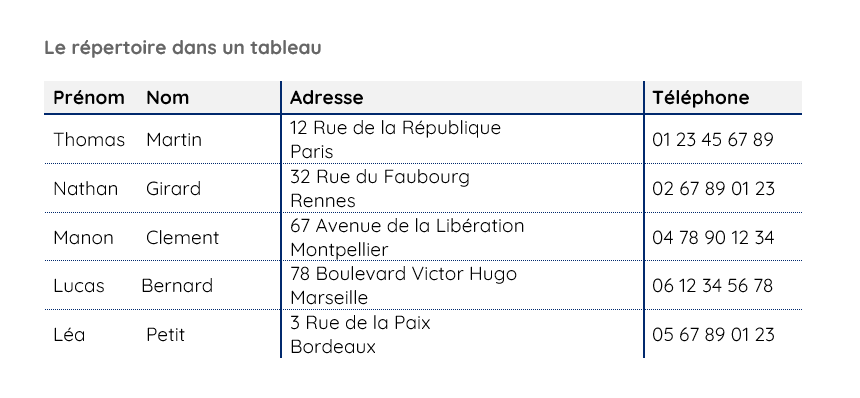 Le répertoire dans un tableau
Prénom Nom Adresse Téléphone
Thomas Martin 12 Rue de la République
Paris 01 23 45 67 89
Nathan Girard 32 Rue du Faubourg
Rennes 02 67 89 01 23
Manon Clement 67 Avenue de la Libération
Montpellier 04 78 90 12 34
Lucas Bernard 78 Boulevard Victor Hugo
Marseille 06 12 34 56 78
Léa Petit 3 Rue de la Paix
Bordeaux 05 67 89 01 23